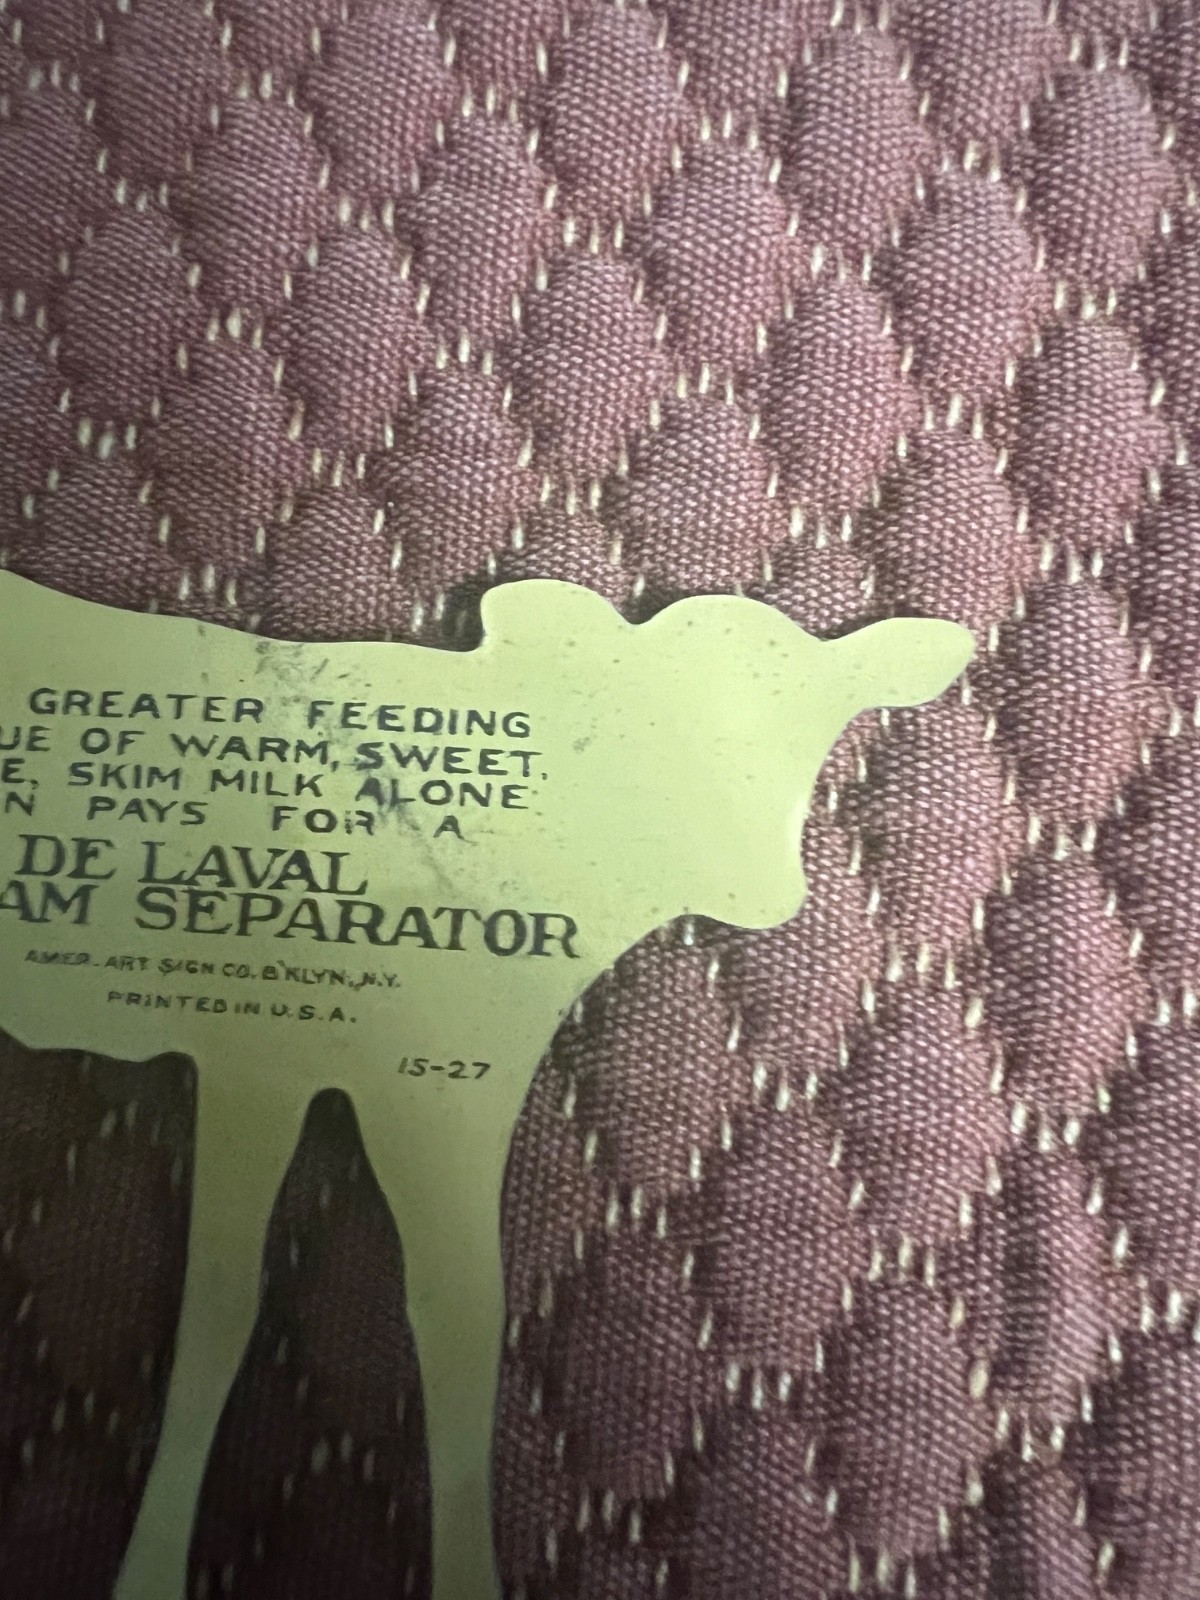 GREATER FEEDING
UE OF WARM, SWEET,
E, SKIM MILK ALONE
N PAYS FOR A
DE LAVAL
AM SEPARATOR
AMER. ART SIGN CO. B'KLYN., N.Y.
PRINTED IN U.S.A.
15-27